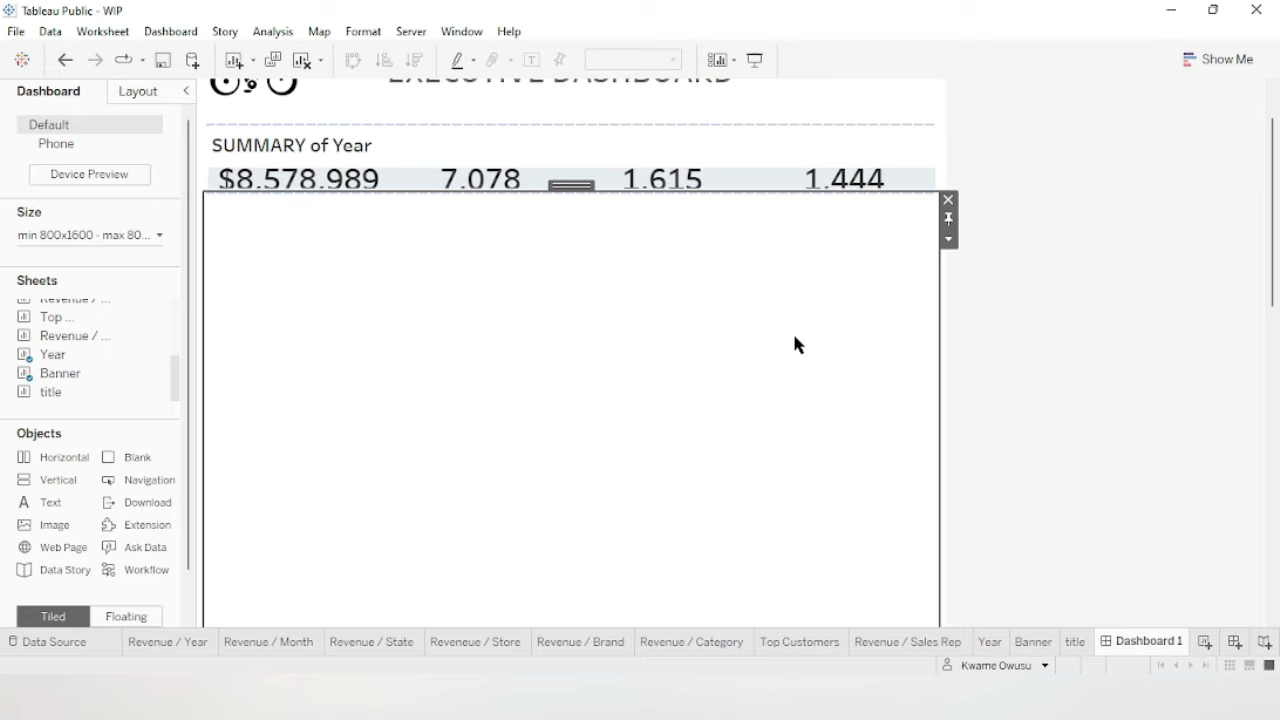 Tableau Public - WIP
File Data Worksheet Dashboard Story Analysis Map Format Server Window Help
Show Me
Dashboard Layout
EXECUTIVE DASHBOARD
Default
Phone
SUMMARY of Year
Device Preview
$8,578,989 7,078 1,615 1,444
Size
min 800x1600 - max 80...
Sheets
Revenue / ...
Top ...
Revenue / ...
Year
Banner
title
Objects
Horizontal Blank
Vertical Navigation
A Text Download
Image Extension
Web Page Ask Data
Data Story Workflow
Tiled Floating
Data Source Revenue / Year Revenue / Month Revenue / State Reveneue / Store Revenue / Brand Revenue / Category Top Customers Revenue / Sales Rep Year Banner title Dashboard 1
Kwame Owusu